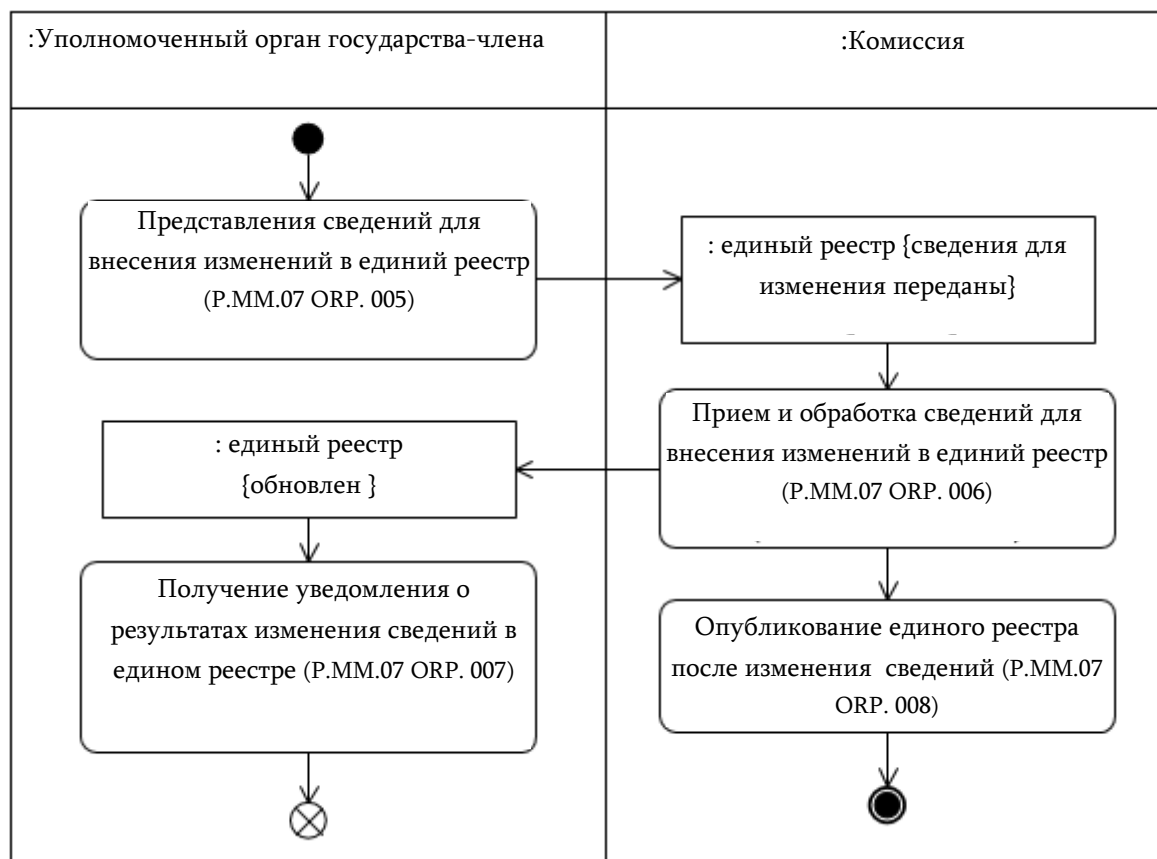 :Уполномоченный орган государства-члена
:Комиссия
Представления сведений для
внесения изменений в единий реестр
(P.MM.07 ORP. 005)
: единый реестр {сведения для
изменения переданы}
Прием и обработка сведений для
внесения изменений в единий реестр
(P.MM.07 ORP. 006)
: единый реестр
{обновлен }
Получение уведомления о
результатах изменения сведений в
едином реестре (P.MM.07 ORP. 007)
Опубликование единого реестра
после изменения сведений (P.MM.07
ORP. 008)